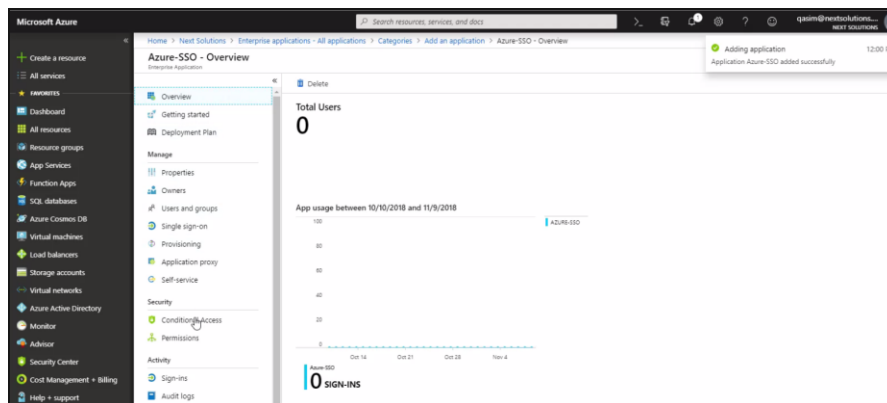 Microsoft Azure
Search resources, services, and docs
qasim@nextsolutions....
NEXT SOLUTIONS
Create a resource
All services
FAVORITES
Dashboard
All resources
Resource groups
App Services
Function Apps
SQL databases
Azure Cosmos DB
Virtual machines
Load balancers
Storage accounts
Virtual networks
Azure Active Directory
Monitor
Advisor
Security Center
Cost Management + Billing
Help + support
Home > Next Solutions > Enterprise applications - All applications > Categories > Add an application > Azure-SSO - Overview
Azure-SSO - Overview
Enterprise Application
Overview
Getting started
Deployment Plan
Manage
Properties
Owners
Users and groups
Single sign-on
Provisioning
Application proxy
Self-service
Security
Conditional Access
Permissions
Activity
Sign-ins
Audit logs
Delete
Total Users
0
App usage between 10/10/2018 and 11/9/2018
100
80
60
40
20
0
Oct 14 Oct 21 Oct 28 Nov 4
AZURE-SSO
Azure SSO
0 SIGN-INS
Adding application 12:00
Application Azure-SSO added successfully